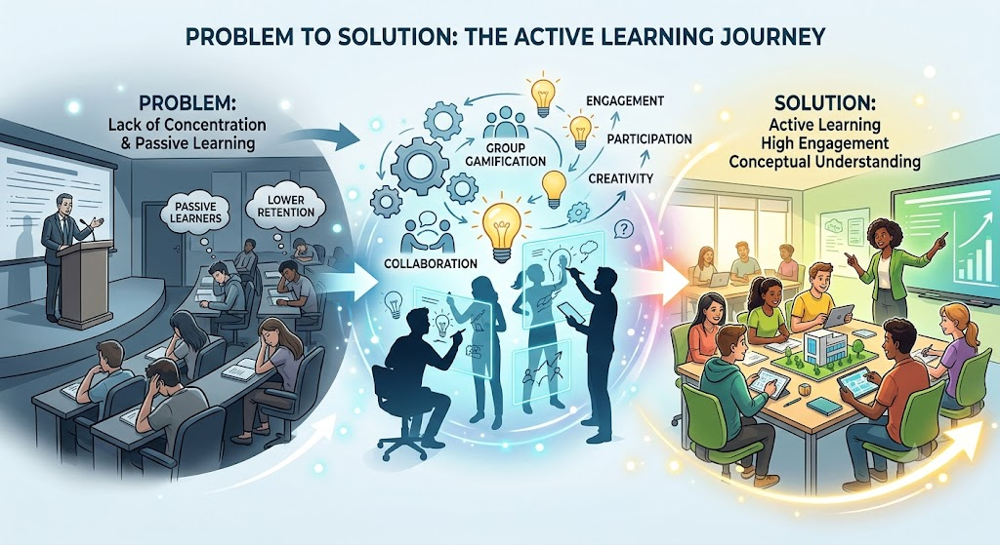 PROBLEM TO SOLUTION: THE ACTIVE LEARNING JOURNEY
PROBLEM:
Lack of Concentration
& Passive Learning
PASSIVE
LEARNERS
LOWER
RETENTION
GROUP
GAMIFICATION
COLLABORATION
ENGAGEMENT
PARTICIPATION
CREATIVITY
?
SOLUTION:
Active Learning
High Engagement
Conceptual Understanding